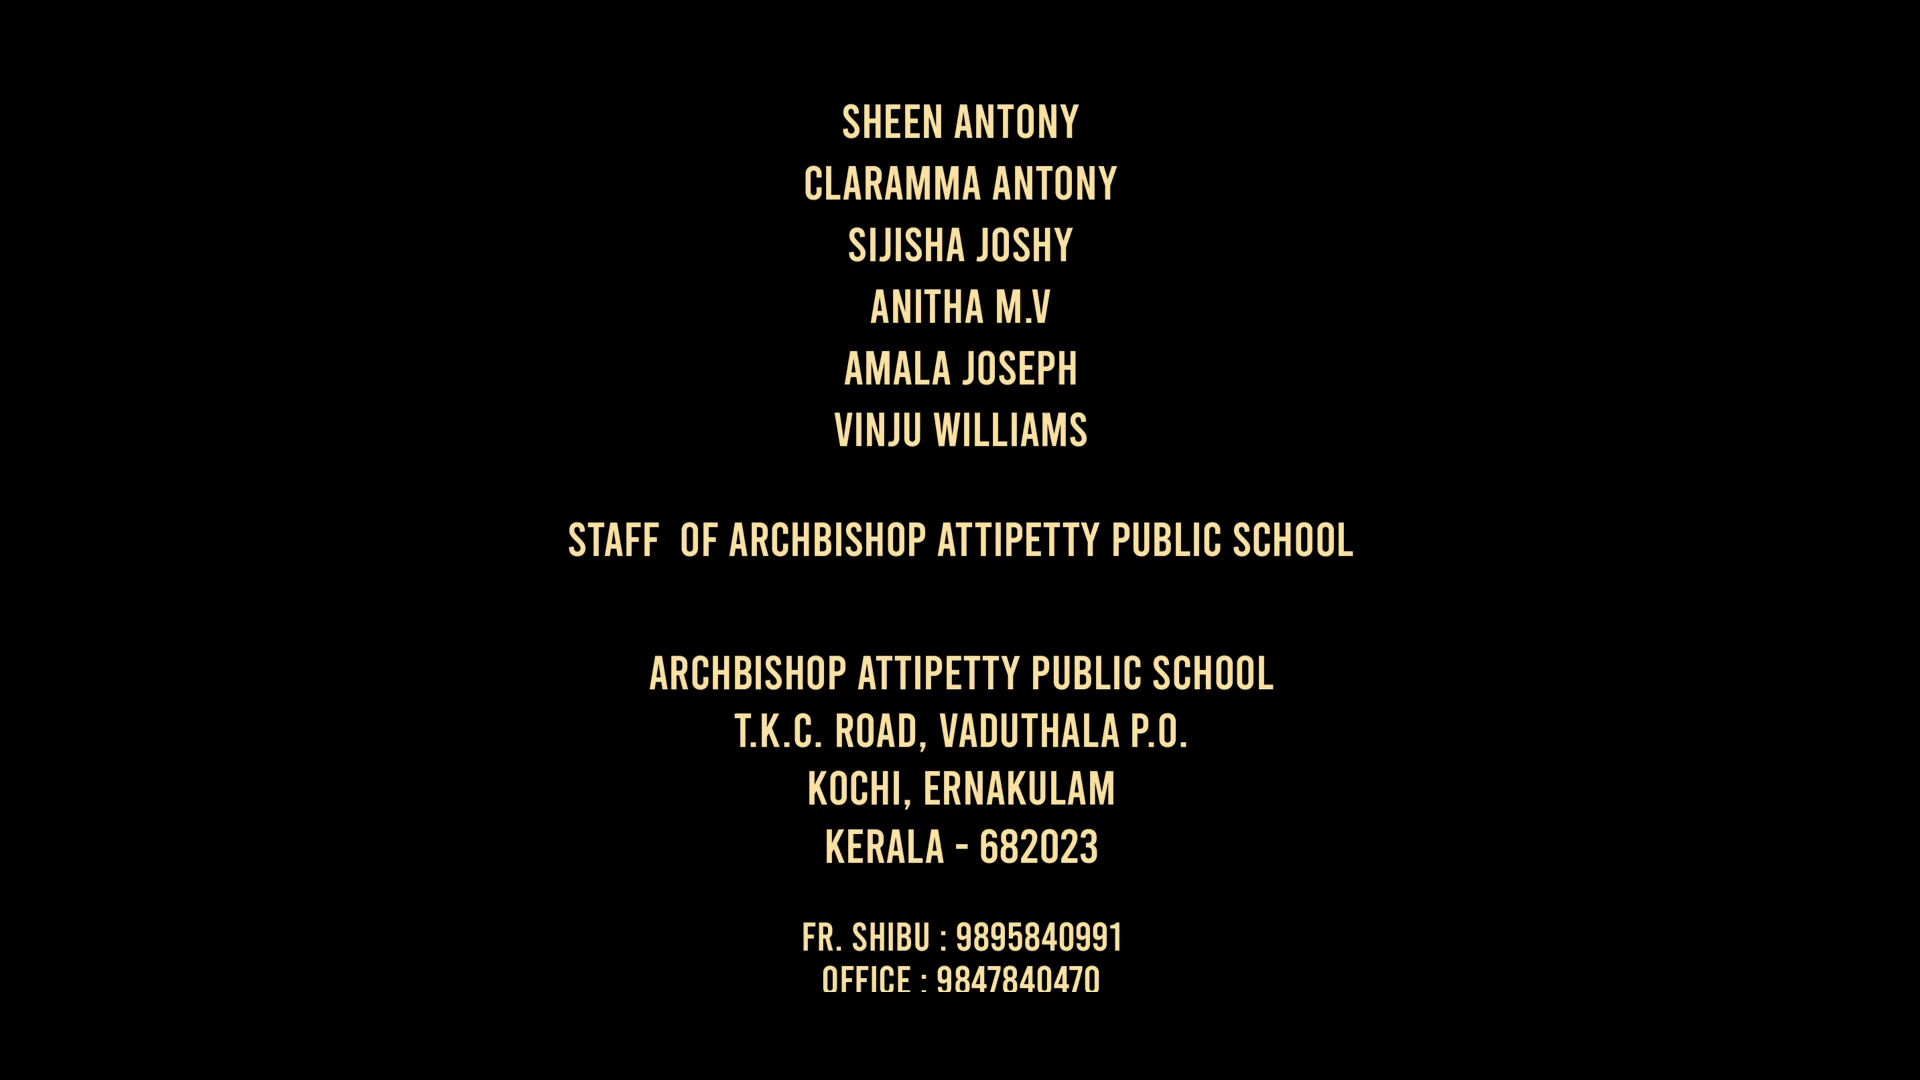 SHEEN ANTONY
CLARAMMA ANTONY
SIJISHA JOSHY
ANITHA M.V
AMALA JOSEPH
VINJU WILLIAMS
STAFF  OF ARCHBISHOP ATTIPETTY PUBLIC SCHOOL
ARCHBISHOP ATTIPETTY PUBLIC SCHOOL
T.K.C. ROAD, VADUTHALA P.O.
KOCHI, ERNAKULAM
KERALA - 682023
FR. SHIBU : 9895840991
OFFICE : 9847840470